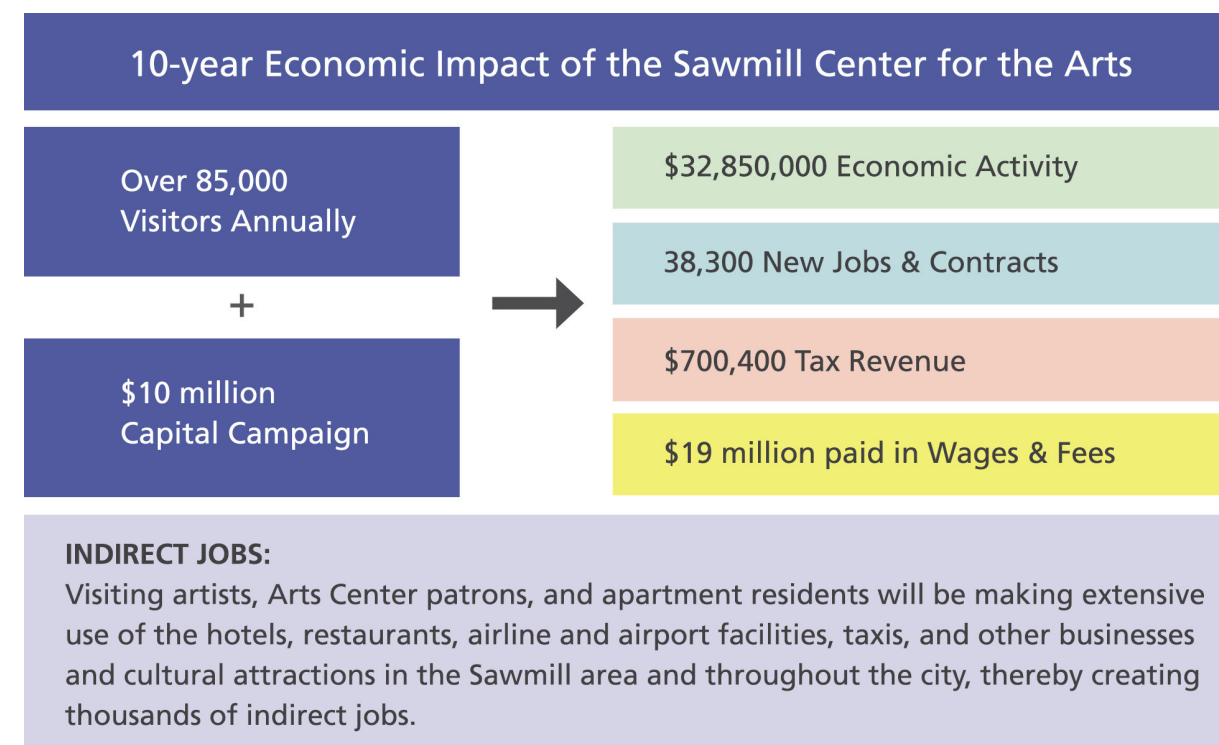 10-year Economic Impact of the Sawmill Center for the Arts
Over 85,000
Visitors Annually
+
$10 million
Capital Campaign
$32,850,000 Economic Activity
38,300 New Jobs & Contracts
$700,400 Tax Revenue
$19 million paid in Wages & Fees
INDIRECT JOBS:
Visiting artists, Arts Center patrons, and apartment residents will be making extensive
use of the hotels, restaurants, airline and airport facilities, taxis, and other businesses
and cultural attractions in the Sawmill area and throughout the city, thereby creating
thousands of indirect jobs.